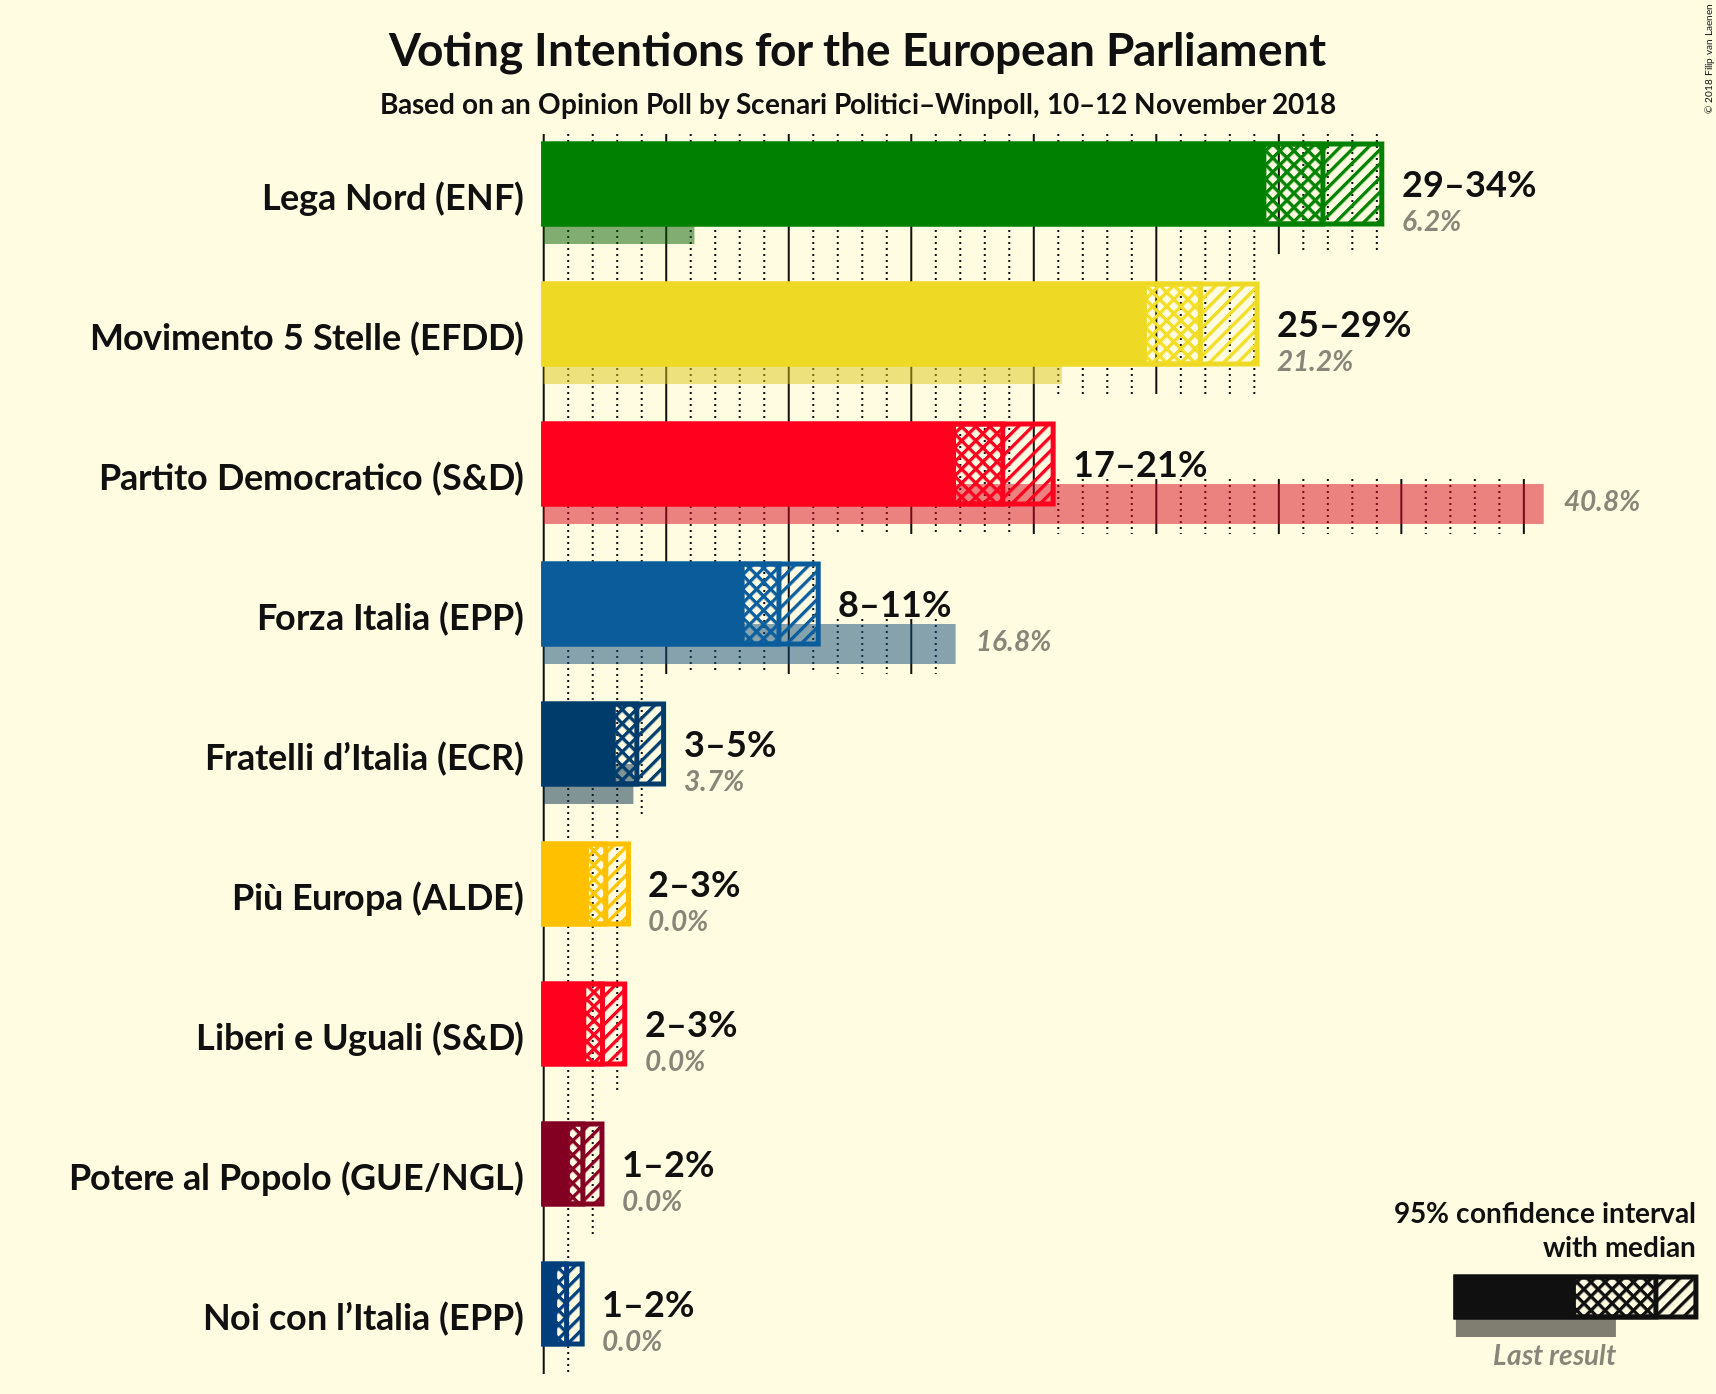 Voting Intentions for the European Parliament
Based on an Opinion Poll by Scenari Politici–Winpoll, 10–12 November 2018
© 2018 Filip van Laenen
Lega Nord (ENF)
29–34%
6.2%
Movimento 5 Stelle (EFDD)
25–29%
21.2%
Partito Democratico (S&D)
17–21%
40.8%
Forza Italia (EPP)
8–11%
16.8%
Fratelli d’Italia (ECR)
3–5%
3.7%
Più Europa (ALDE)
2–3%
0.0%
Liberi e Uguali (S&D)
2–3%
0.0%
Potere al Popolo (GUE/NGL)
1–2%
0.0%
Noi con l’Italia (EPP)
1–2%
0.0%
95% confidence interval
with median
Last result